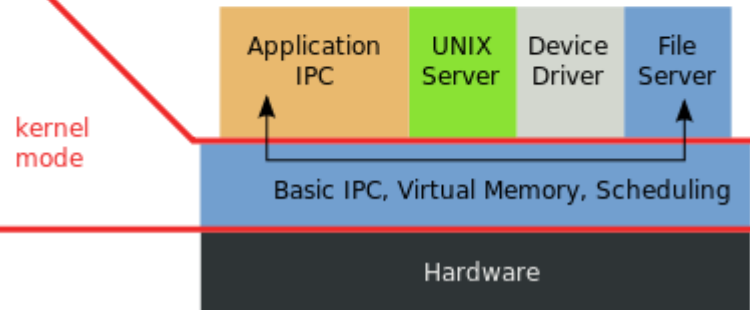 Application
IPC
UNIX
Server
Device
Driver
File
Server
kernel
mode
Basic IPC, Virtual Memory, Scheduling
Hardware